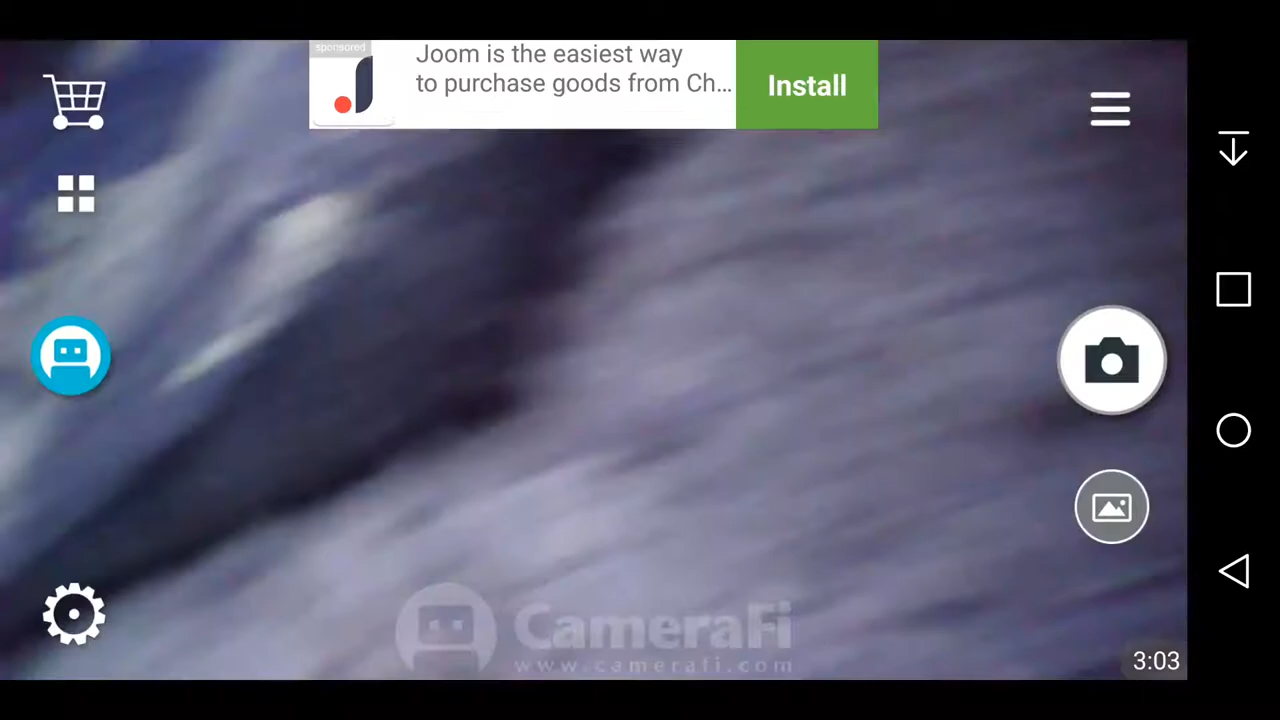 sponsored
Joom is the easiest way
to purchase goods from Ch...
Install
CameraFi
www.camerafi.com
3:03